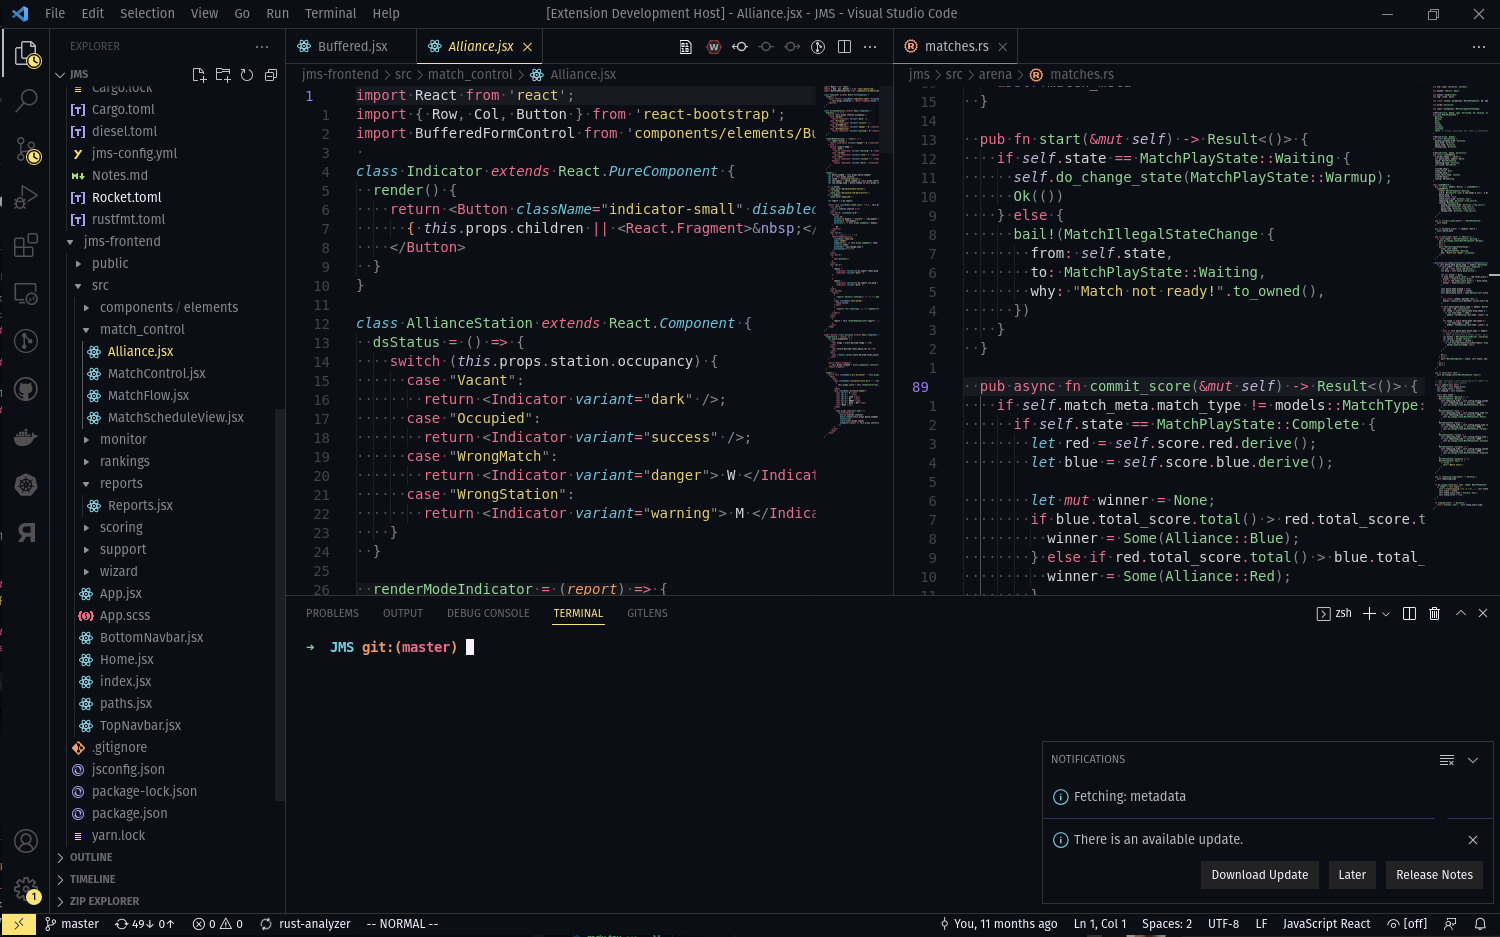 File Edit Selection View Go Run Terminal Help
[Extension Development Host] - Alliance.jsx - JMS - Visual Studio Code
EXPLORER
JMS
Cargo.lock
Cargo.toml
diesel.toml
jms-config.yml
Notes.md
Rocket.toml
rustfmt.toml
jms-frontend
public
src
components / elements
match_control
Alliance.jsx
MatchControl.jsx
MatchFlow.jsx
MatchScheduleView.jsx
monitor
rankings
reports
Reports.jsx
scoring
support
wizard
App.jsx
App.scss
BottomNavbar.jsx
Home.jsx
index.jsx
paths.jsx
TopNavbar.jsx
.gitignore
jsconfig.json
package-lock.json
package.json
yarn.lock
OUTLINE
TIMELINE
ZIP EXPLORER
1
Buffered.jsx
Alliance.jsx
jms-frontend > src > match_control > Alliance.jsx
1 import React from 'react';
1 import { Row, Col, Button } from 'react-bootstrap';
2 import BufferedFormControl from 'components/elements/Bu
3
4 class Indicator extends React.PureComponent {
5 render() {
6 return <Button className="indicator-small" disabled
7 { this.props.children || <React.Fragment>&nbsp;</
8 </Button>
9 }
10 }
11
12 class AllianceStation extends React.Component {
13 dsStatus = () => {
14 switch (this.props.station.occupancy) {
15 case "Vacant":
16 return <Indicator variant="dark" />;
17 case "Occupied":
18 return <Indicator variant="success" />;
19 case "WrongMatch":
20 return <Indicator variant="danger"> W </Indicat
21 case "WrongStation":
22 return <Indicator variant="warning"> M </Indica
23 }
24 }
25
26 renderModeIndicator = (report) => {
matches.rs
jms > src > arena > matches.rs
15 }
14
13 pub fn start(&mut self) -> Result<()> {
12 if self.state == MatchPlayState::Waiting {
11 self.do_change_state(MatchPlayState::Warmup);
10 Ok(())
9 } else {
8 bail!(MatchIllegalStateChange {
7 from: self.state,
6 to: MatchPlayState::Waiting,
5 why: "Match not ready!".to_owned(),
4 })
3 }
2 }
1
89 pub async fn commit_score(&mut self) -> Result<()> {
1 if self.match_meta.match_type != models::MatchType:
2 if self.state == MatchPlayState::Complete {
3 let red = self.score.red.derive();
4 let blue = self.score.blue.derive();
5
6 let mut winner = None;
7 if blue.total_score.total() > red.total_score.t
8 winner = Some(Alliance::Blue);
9 } else if red.total_score.total() > blue.total_
10 winner = Some(Alliance::Red);
11 }
PROBLEMS OUTPUT DEBUG CONSOLE TERMINAL GITLENS
zsh
→ JMS git:(master)
NOTIFICATIONS
Fetching: metadata
There is an available update.
Download Update Later Release Notes
master 49↓ 0↑ 0 0 rust-analyzer -- NORMAL --
You, 11 months ago Ln 1, Col 1 Spaces: 2 UTF-8 LF JavaScript React [off]